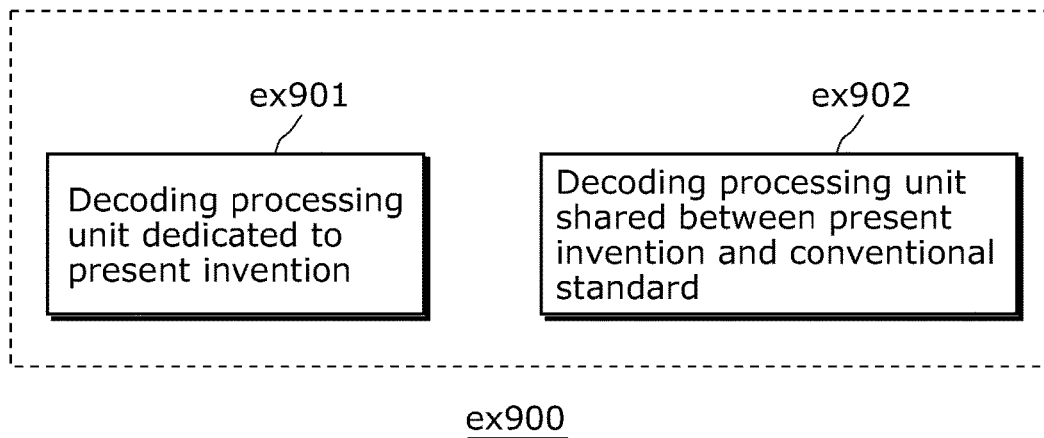 ex901
ex902
Decoding processing
unit dedicated to
present invention
Decoding processing unit
shared between present
invention and conventional
standard
ex900